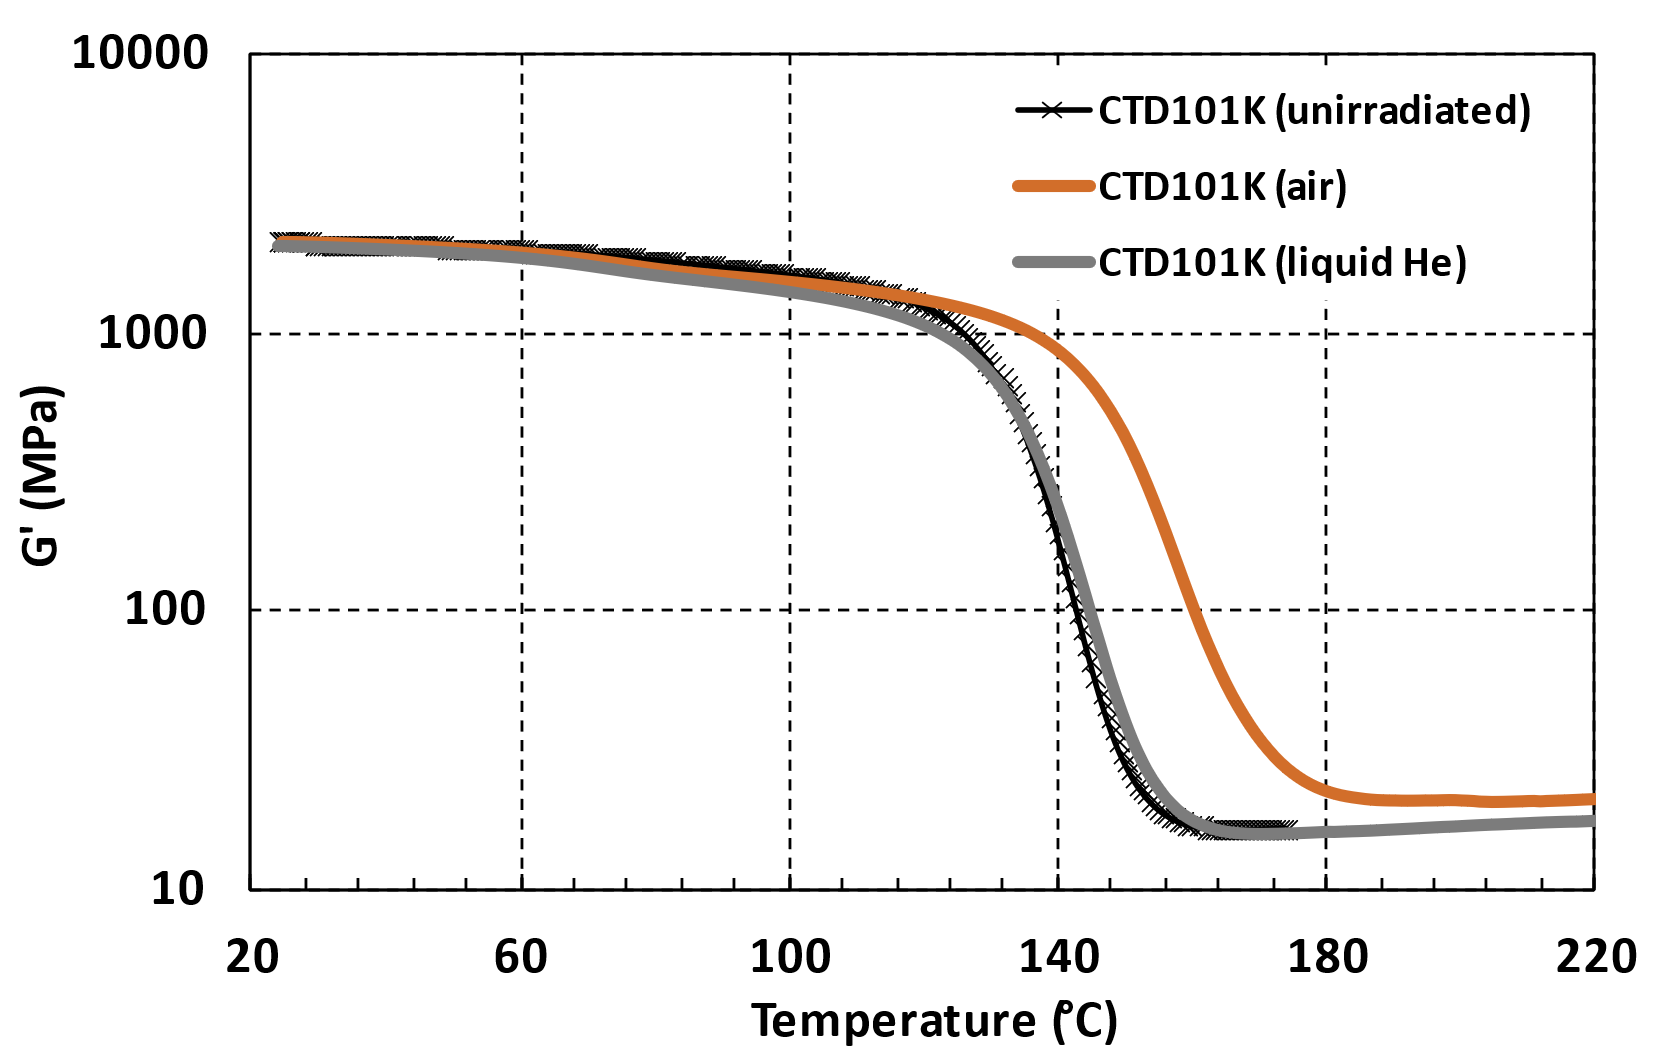 10000
1000
100
10
G' (MPa)
CTD101K (unirradiated)
CTD101K (air)
CTD101K (liquid He)
20 60 100 140 180 220
Temperature (°C)